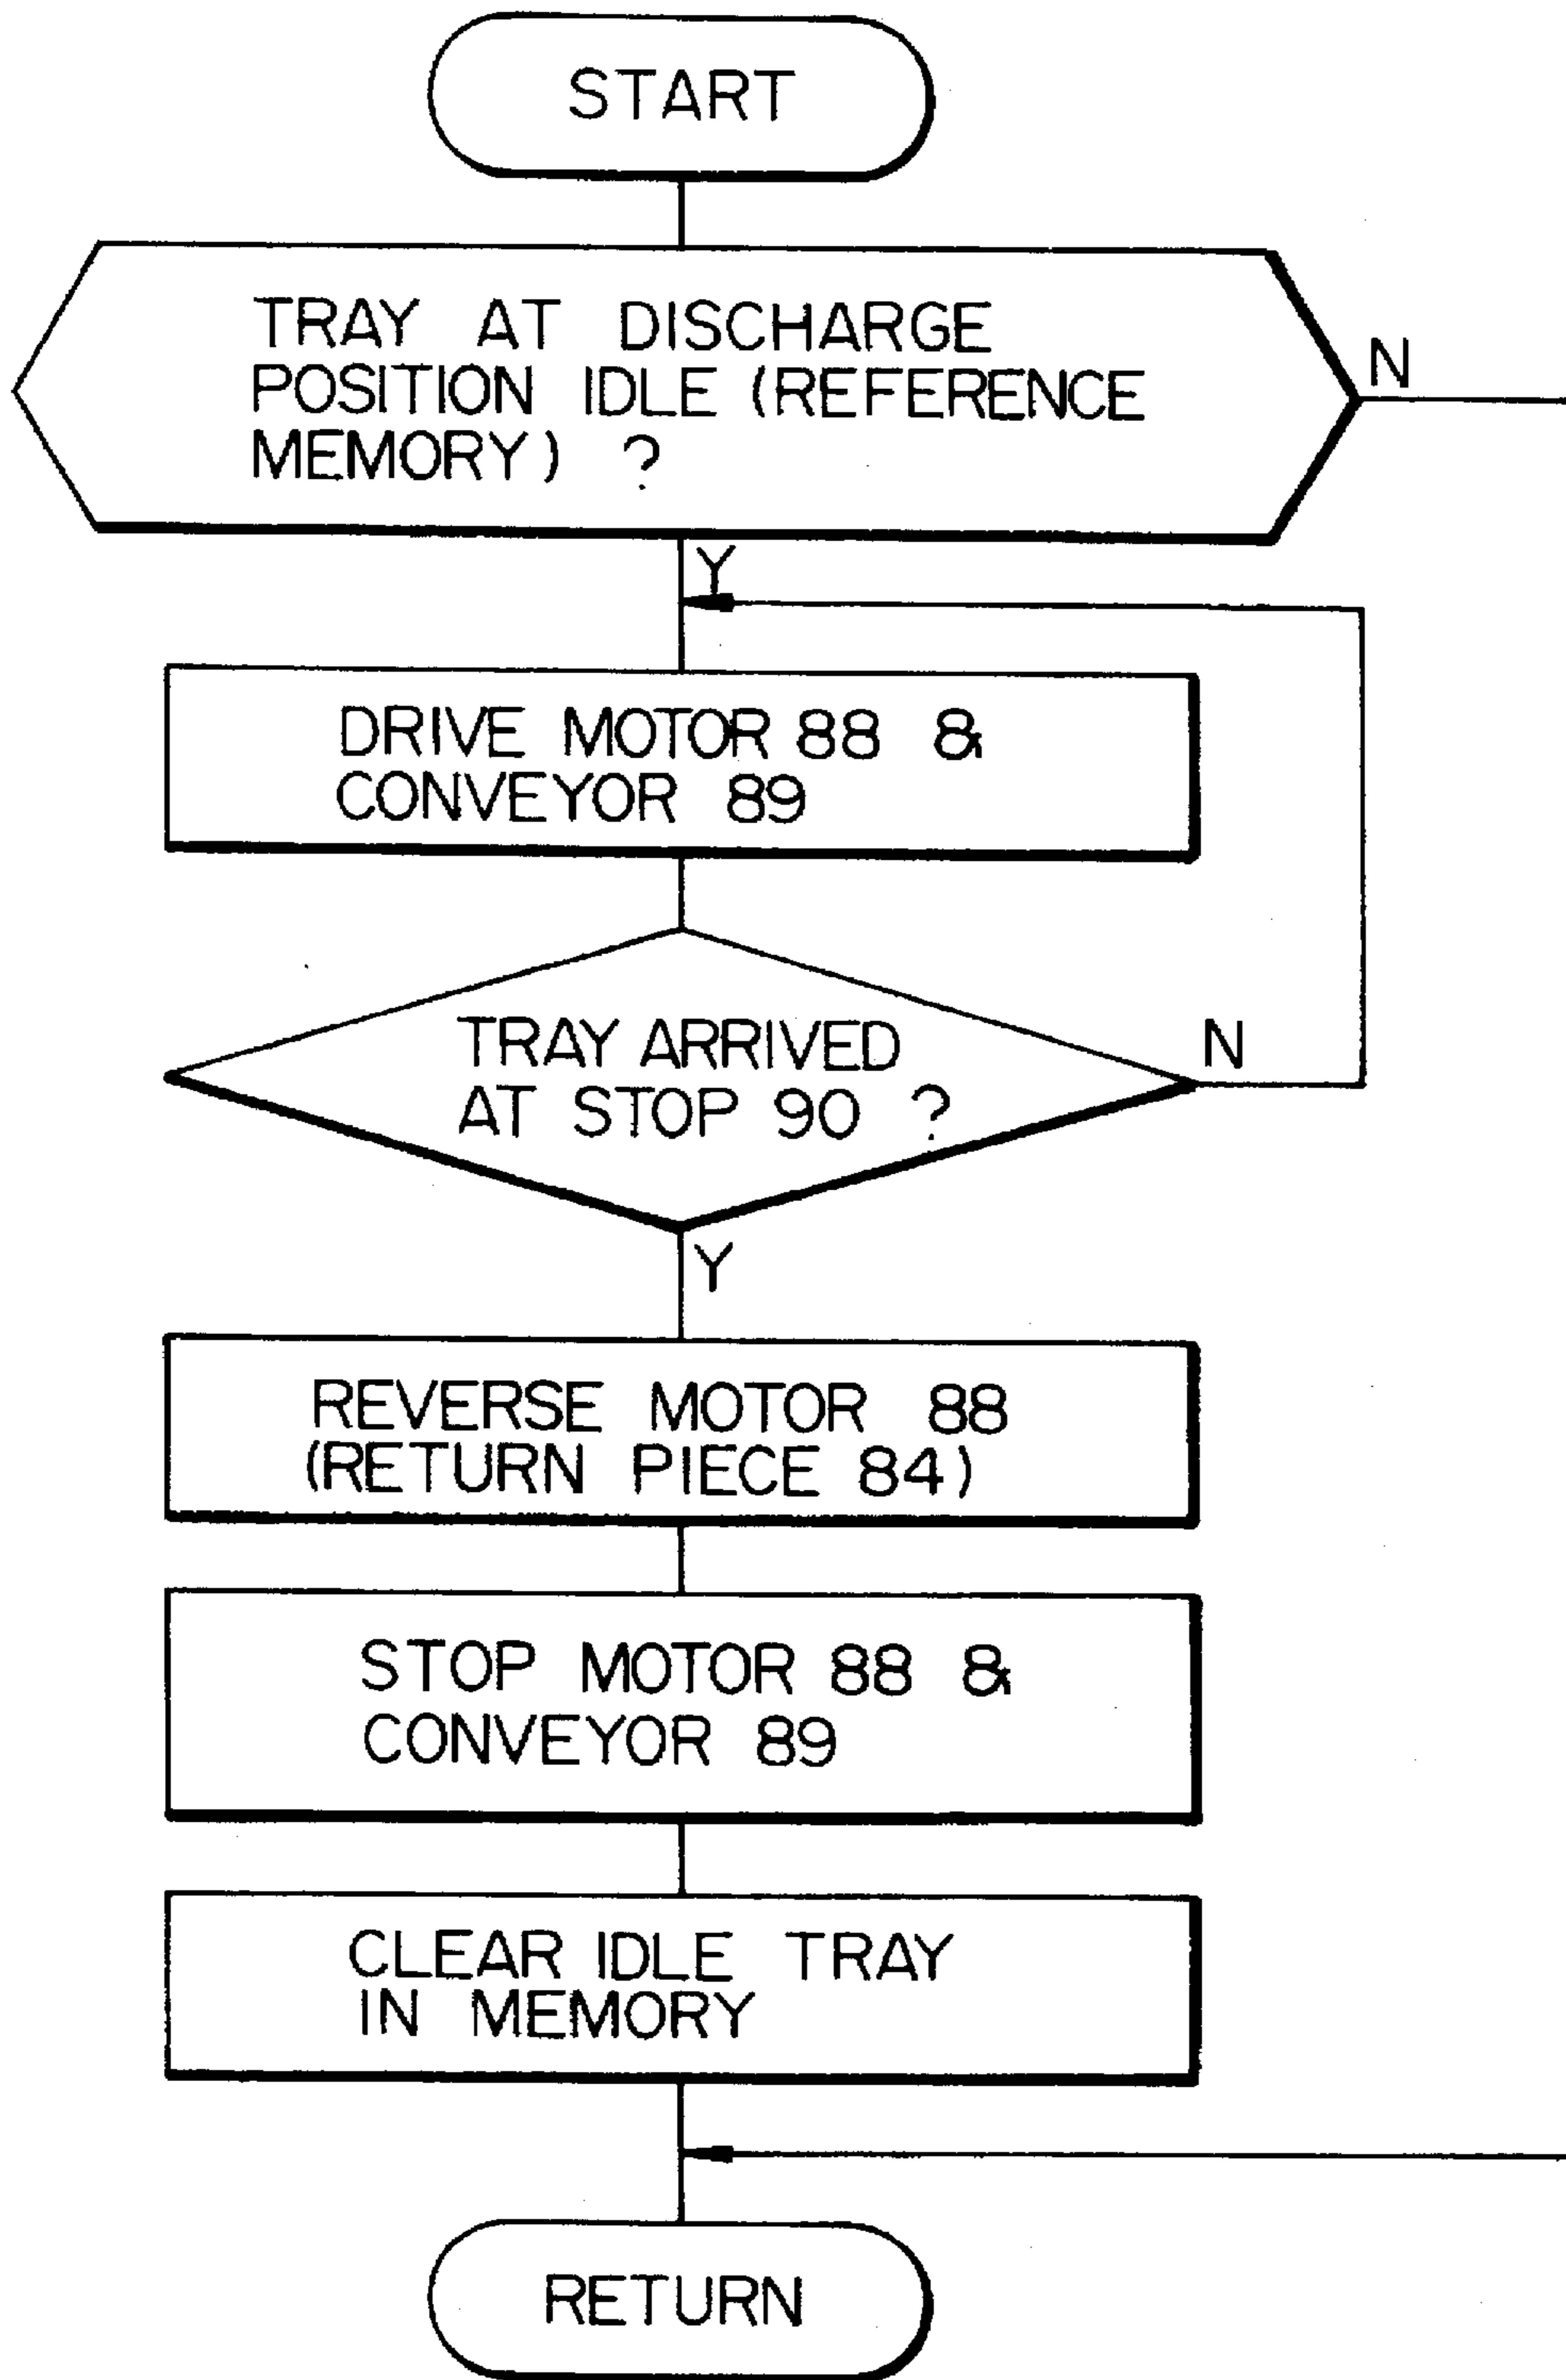 START
TRAY AT DISCHARGE
POSITION IDLE (REFERENCE
MEMORY) ?
N
Y
DRIVE MOTOR 88 &
CONVEYOR 89
TRAY ARRIVED
AT STOP 90 ?
N
Y
REVERSE MOTOR 88
(RETURN PIECE 84)
STOP MOTOR 88 &
CONVEYOR 89
CLEAR IDLE TRAY
IN MEMORY
RETURN